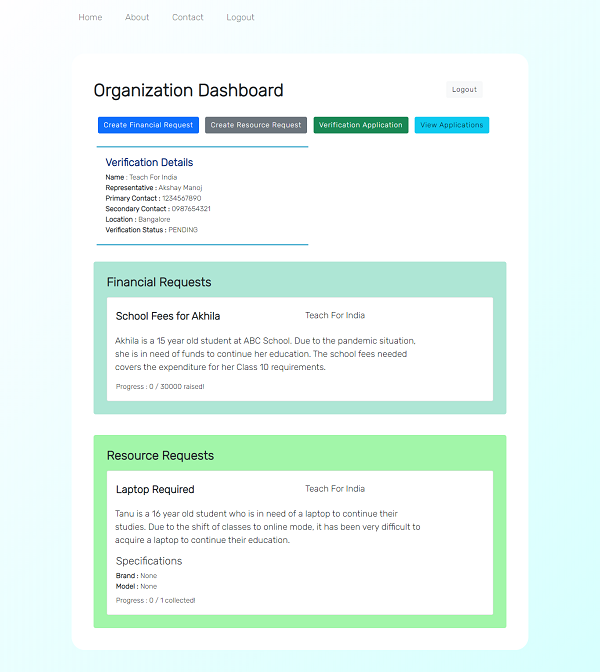 Home About Contact Logout
Organization Dashboard Logout
Create Financial Request Create Resource Request Verification Application View Applications
Verification Details
Name : Teach For India
Representative : Akshay Manoj
Primary Contact : 1234567890
Secondary Contact : 0987654321
Location : Bangalore
Verification Status : PENDING
Financial Requests
School Fees for Akhila Teach For India
Akhila is a 15 year old student at ABC School. Due to the pandemic situation,
she is in need of funds to continue her education. The school fees needed
covers the expenditure for her Class 10 requirements.
Progress : 0 / 30000 raised!
Resource Requests
Laptop Required Teach For India
Tanu is a 16 year old student who is in need of a laptop to continue their
studies. Due to the shift of classes to online mode, it has been very difficult to
acquire a laptop to continue their education.
Specifications
Brand : None
Model : None
Progress : 0 / 1 collected!